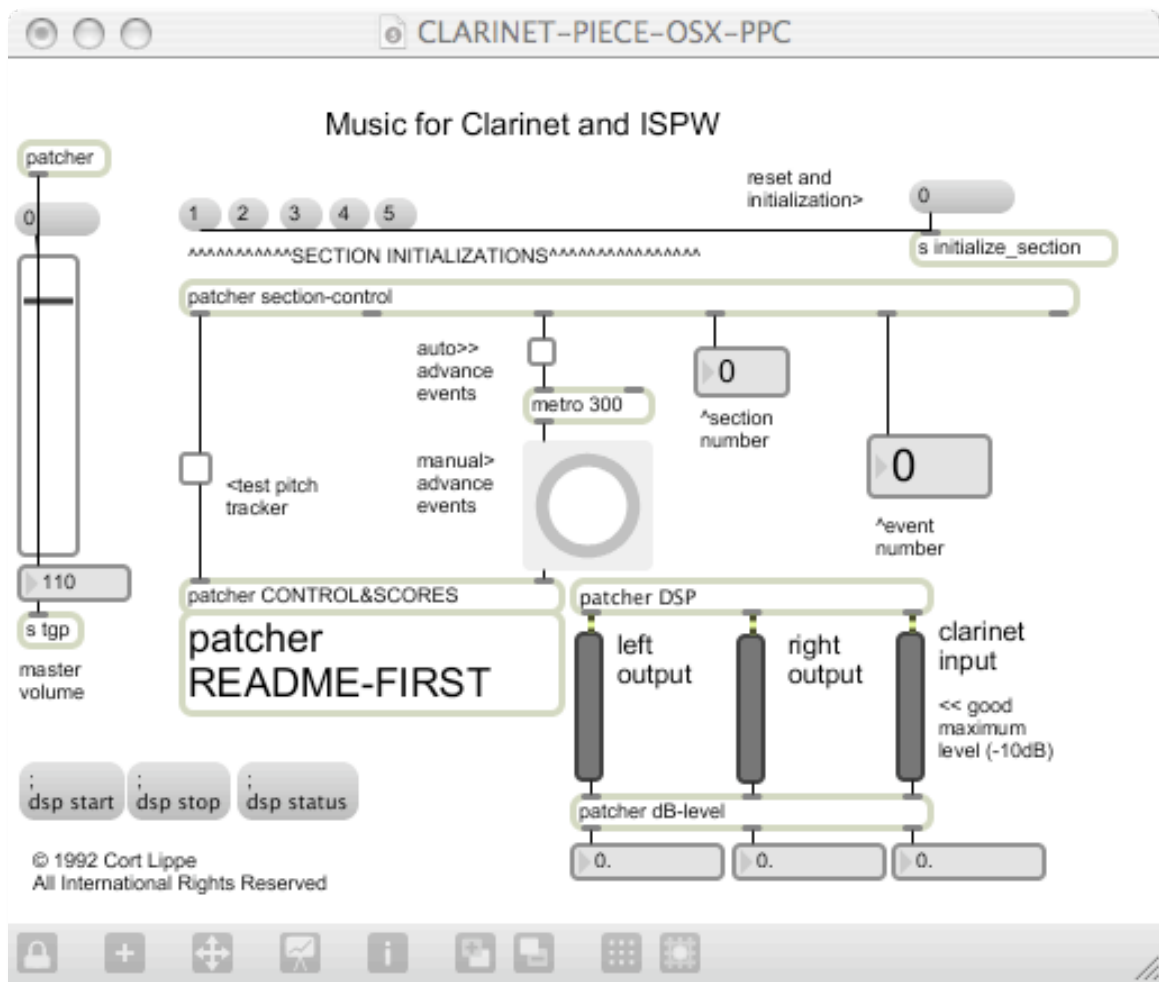 CLARINET-PIECE-OSX-PPC
Music for Clarinet and ISPW
patcher
0
1
2
3
4
5
reset and
initialization>
0
s initialize_section
^^^^^^^^^^^SECTION INITIALIZATIONS^^^^^^^^^^^^^^^^
patcher section-control
auto>>
advance
events
metro 300
0
^section
number
manual>
advance
events
<test pitch
tracker
0
^event
number
110
s tgp
master
volume
patcher CONTROL&SCORES
patcher
README-FIRST
patcher DSP
left
output
right
output
clarinet
input
<< good
maximum
level (-10dB)
;
dsp start
;
dsp stop
;
dsp status
patcher dB-level
0.
0.
0.
© 1992 Cort Lippe
All International Rights Reserved